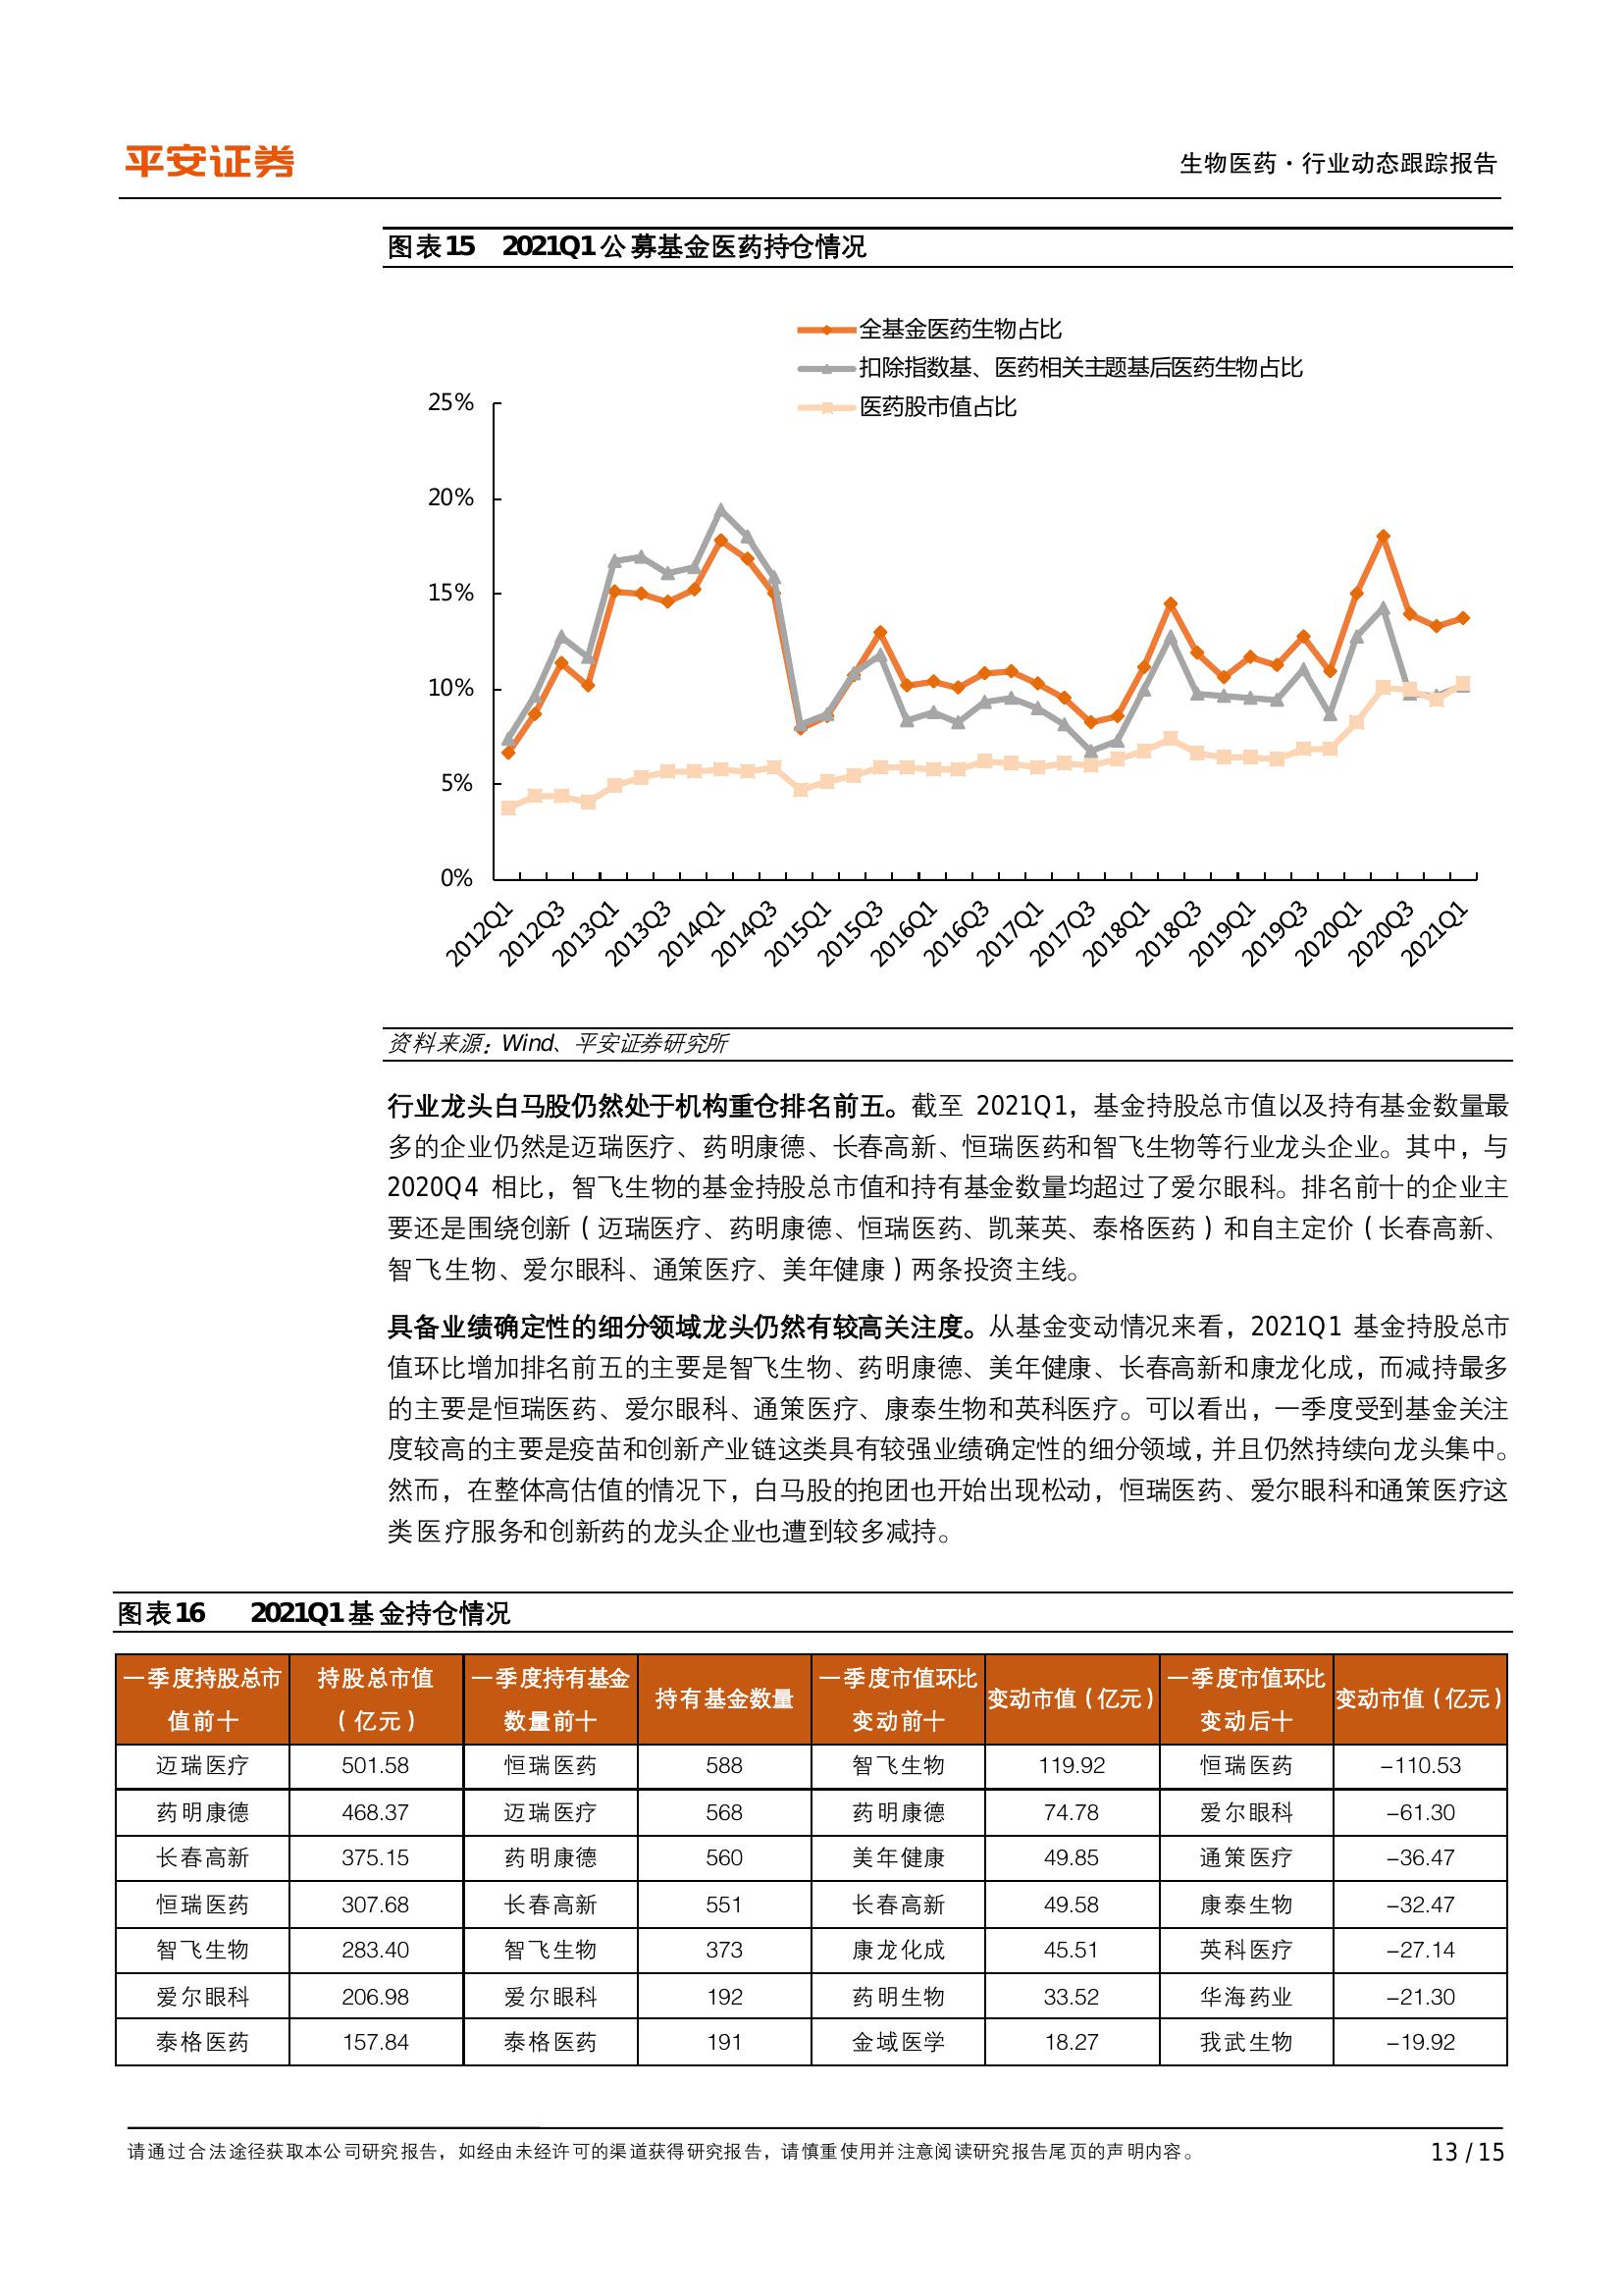 平安证券
生物医药·行业动态跟踪报告
图表15 2021Q1公募基金医药持仓情况
全基金医药生物占比
扣除指数基、医药相关主题基后医药生物占比
医药股市值占比
25%
20%
15%
10%
5%
0%
2012Q1 2012Q3 2013Q1 2013Q3 2014Q1 2014Q3 2015Q1 2015Q3 2016Q1 2016Q3 2017Q1 2017Q3 2018Q1 2018Q3 2019Q1 2019Q3 2020Q1 2020Q3 2021Q1
资料来源：Wind、平安证券研究所
行业龙头白马股仍然处于机构重仓排名前五。截至 2021Q1，基金持股总市值以及持有基金数量最
多的企业仍然是迈瑞医疗、药明康德、长春高新、恒瑞医药和智飞生物等行业龙头企业。其中，与
2020Q4 相比，智飞生物的基金持股总市值和持有基金数量均超过了爱尔眼科。排名前十的企业主
要还是围绕创新（迈瑞医疗、药明康德、恒瑞医药、凯莱英、泰格医药）和自主定价（长春高新、
智飞生物、爱尔眼科、通策医疗、美年健康）两条投资主线。
具备业绩确定性的细分领域龙头仍然有较高关注度。从基金变动情况来看，2021Q1 基金持股总市
值环比增加排名前五的主要是智飞生物、药明康德、美年健康、长春高新和康龙化成，而减持最多
的主要是恒瑞医药、爱尔眼科、通策医疗、康泰生物和英科医疗。可以看出，一季度受到基金关注
度较高的主要是疫苗和创新产业链这类具有较强业绩确定性的细分领域，并且仍然持续向龙头集中。
然而，在整体高估值的情况下，白马股的抱团也开始出现松动，恒瑞医药、爱尔眼科和通策医疗这
类医疗服务和创新药的龙头企业也遭到较多减持。
图表16 2021Q1基金持仓情况
一季度持股总市值前十 持股总市值（亿元） 一季度持有基金数量前十 持有基金数量 一季度市值环比变动前十 变动市值（亿元） 一季度市值环比变动后十 变动市值（亿元）
迈瑞医疗 501.58 恒瑞医药 588 智飞生物 119.92 恒瑞医药 -110.53
药明康德 468.37 迈瑞医疗 568 药明康德 74.78 爱尔眼科 -61.30
长春高新 375.15 药明康德 560 美年健康 49.85 通策医疗 -36.47
恒瑞医药 307.68 长春高新 551 长春高新 49.58 康泰生物 -32.47
智飞生物 283.40 智飞生物 373 康龙化成 45.51 英科医疗 -27.14
爱尔眼科 206.98 爱尔眼科 192 药明生物 33.52 华海药业 -21.30
泰格医药 157.84 泰格医药 191 金域医学 18.27 我武生物 -19.92
请通过合法途径获取本公司研究报告，如经由未经许可的渠道获得研究报告，请慎重使用并注意阅读研究报告尾页的声明内容。
13 / 15